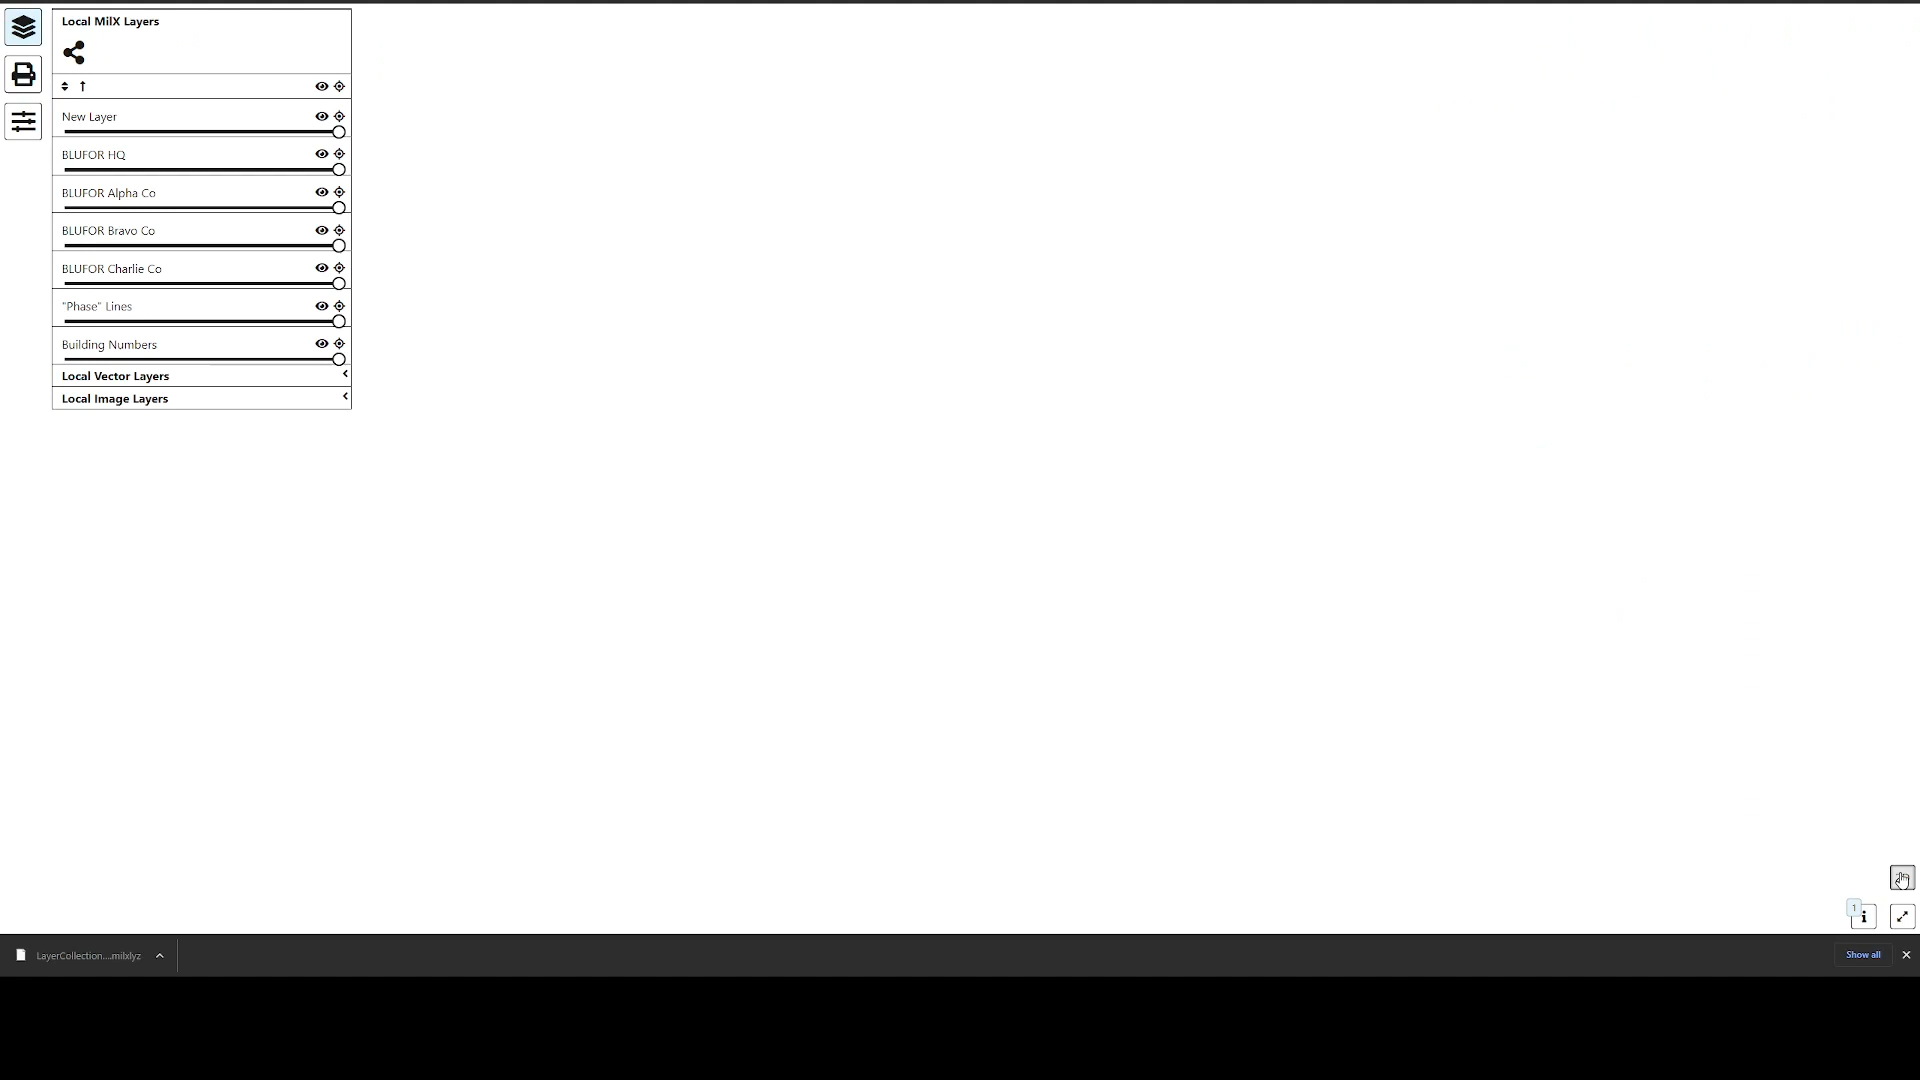 Local MilX Layers
New Layer
BLUFOR HQ
BLUFOR Alpha Co
BLUFOR Bravo Co
BLUFOR Charlie Co
"Phase" Lines
Building Numbers
Local Vector Layers
Local Image Layers
1
LayerCollection....milxlyz
Show all